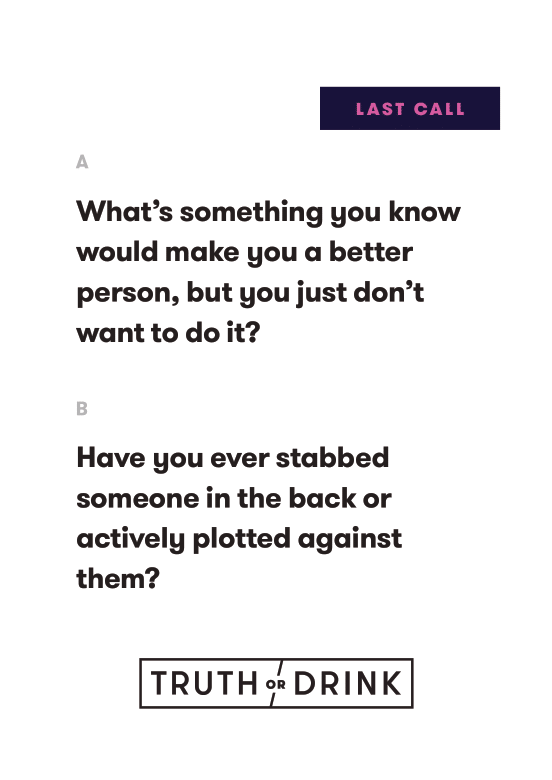 LAST CALL
A
What’s something you know
would make you a better
person, but you just don’t
want to do it?
B
Have you ever stabbed
someone in the back or
actively plotted against
them?
TRUTH OR DRINK